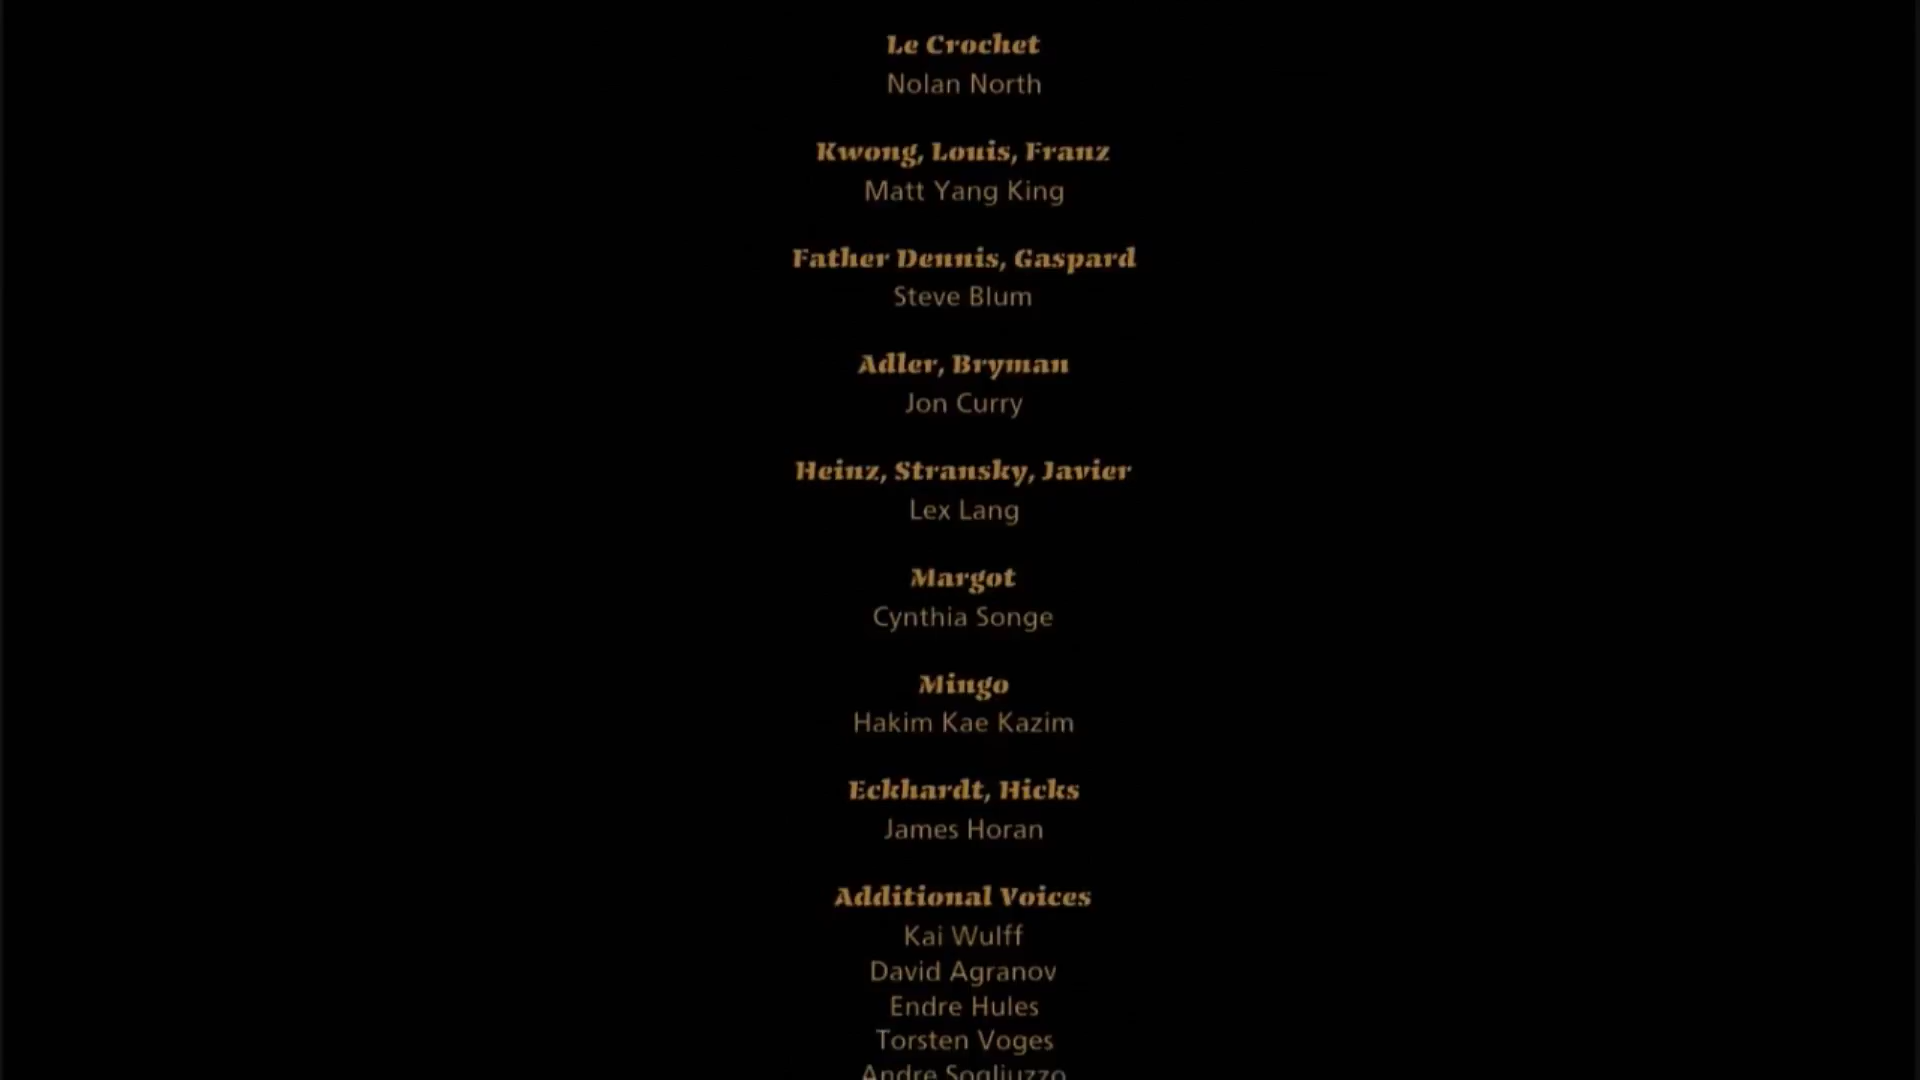 Le Crochet
Nolan North
Kwong, Louis, Franz
Matt Yang King
Father Dennis, Gaspard
Steve Blum
Adler, Bryman
Jon Curry
Heinz, Stransky, Javier
Lex Lang
Margot
Cynthia Songe
Mingo
Hakim Kae Kazim
Eckhardt, Hicks
James Horan
Additional Voices
Kai Wulff
David Agranov
Endre Hules
Torsten Voges
Andre Sogliuzzo